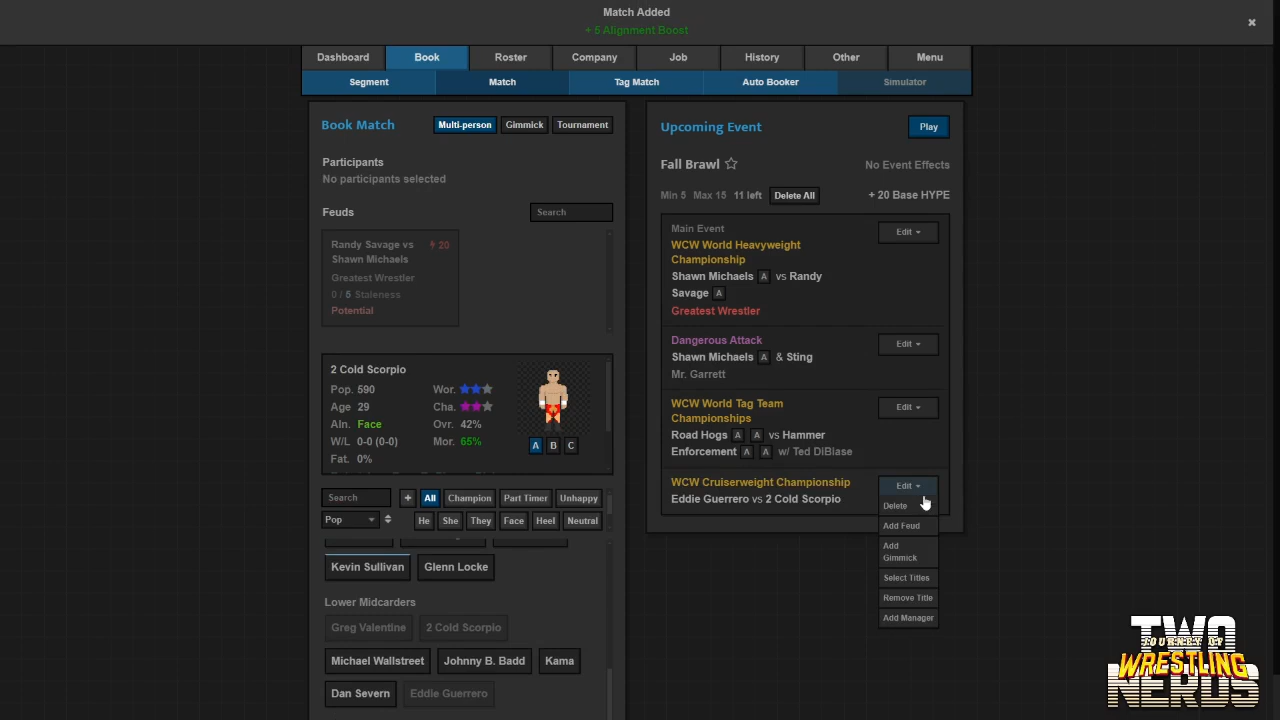 Match Added
+ 5 Alignment Boost
Dashboard Book Roster Company Job History Other Menu
Segment Match Tag Match Auto Booker Simulator
Book Match Multi-person Gimmick Tournament
Participants
No participants selected
Feuds Search
Randy Savage vs 20
Shawn Michaels
Greatest Wrestler
0 / 5 Staleness
Potential
2 Cold Scorpio
Pop. 590 Wor.
Age 29 Cha.
Aln. Face Ovr. 42%
W/L 0-0 (0-0) Mor. 65%
Fat. 0%
A B C
Search + All Champion Part Timer Unhappy
Pop He She They Face Heel Neutral
Kevin Sullivan Glenn Locke
Lower Midcarders
Greg Valentine 2 Cold Scorpio
Michael Wallstreet Johnny B. Badd Kama
Dan Severn Eddie Guerrero
Upcoming Event Play
Fall Brawl No Event Effects
Min 5 Max 15 11 left Delete All + 20 Base HYPE
Main Event Edit
WCW World Heavyweight
Championship
Shawn Michaels A vs Randy
Savage A
Greatest Wrestler
Dangerous Attack Edit
Shawn Michaels A & Sting
Mr. Garrett
WCW World Tag Team Edit
Championships
Road Hogs A A vs Hammer
Enforcement A A w/ Ted DiBlase
WCW Cruiserweight Championship Edit
Eddie Guerrero vs 2 Cold Scorpio
Delete
Add Feud
Add
Gimmick
Select Titles
Remove Title
Add Manager
TWO
JOURNEY OF
WRESTLING
NERDS